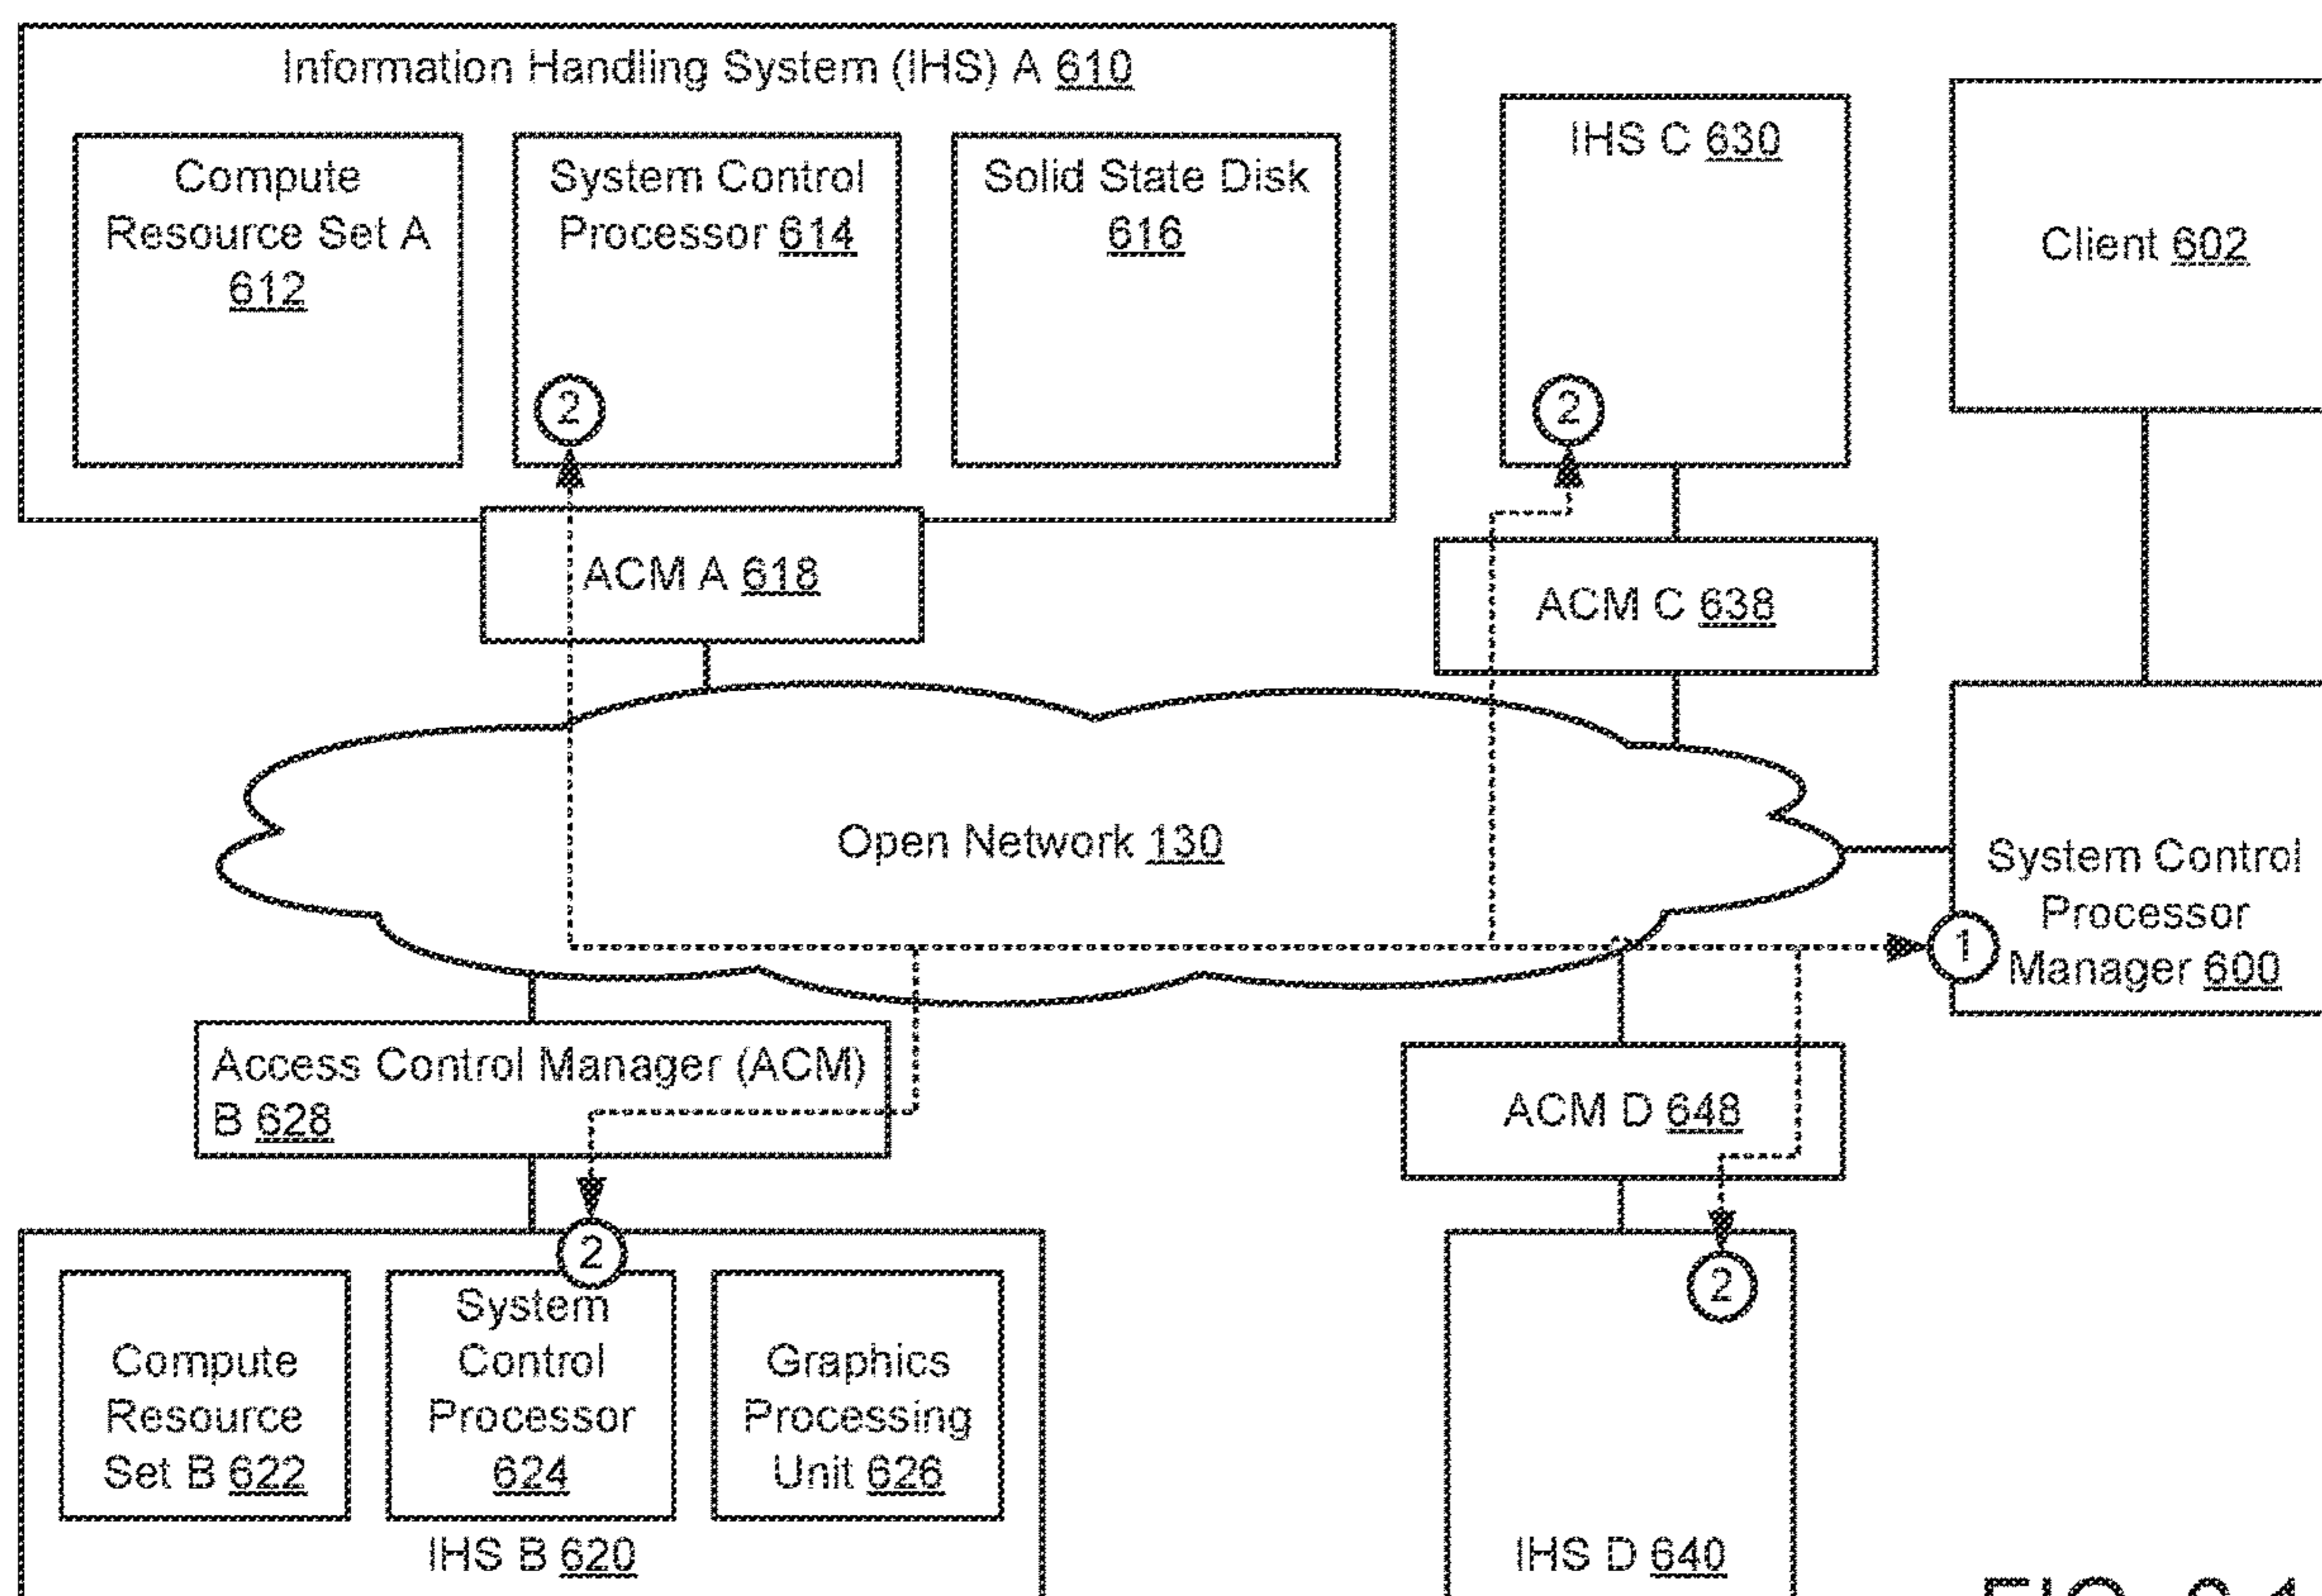 Information Handling System (IHS) A 610
Compute
Resource Set A
612
System Control
Processor 614
Solid State Disk
616
2
IHS C 630
2
Client 602
ACM A 618
ACM C 638
Open Network 130
System Control
Processor
Manager 600
1
Access Control Manager (ACM)
B 628
ACM D 648
2
Compute
Resource
Set B 622
System
Control
Processor
624
Graphics
Processing
Unit 626
IHS B 620
2
IHS D 640